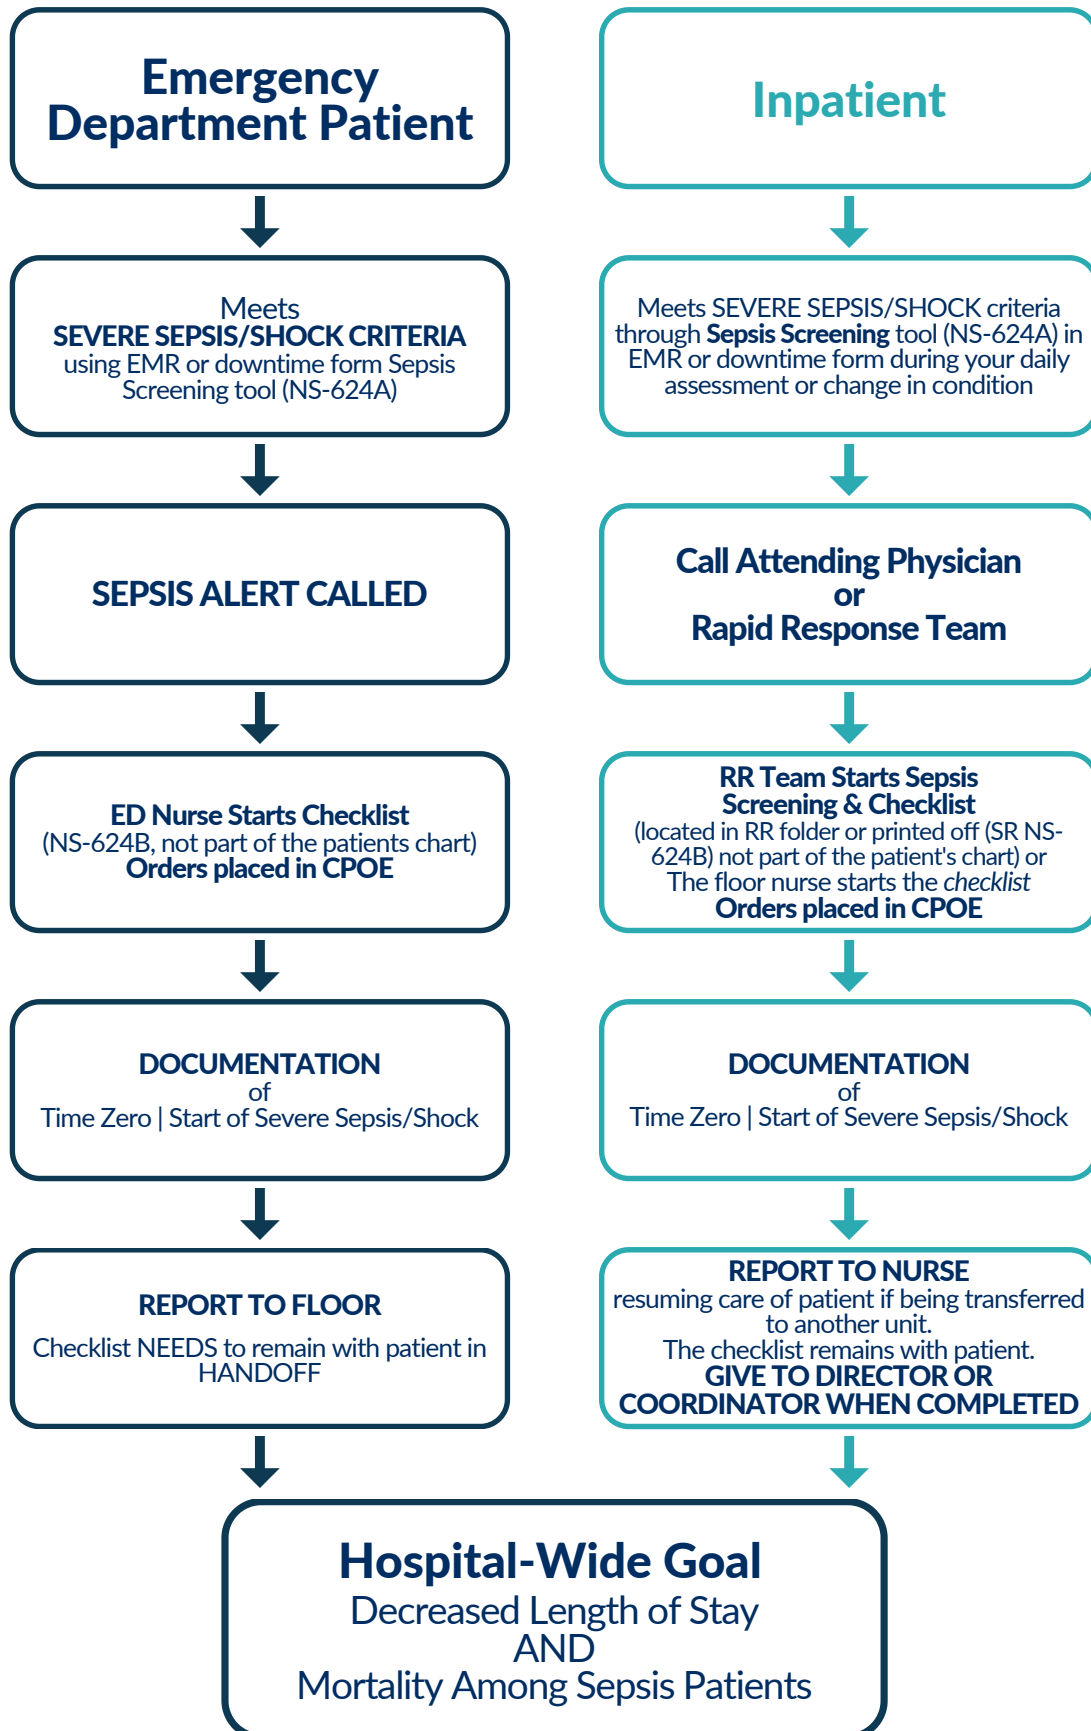 Emergency
Department Patient
Meets
SEVERE SEPSIS/SHOCK CRITERIA
using EMR or downtime form Sepsis
Screening tool (NS-624A)
SEPSIS ALERT CALLED
ED Nurse Starts Checklist
(NS-624B, not part of the patients chart)
Orders placed in CPOE
DOCUMENTATION
of
Time Zero | Start of Severe Sepsis/Shock
REPORT TO FLOOR
Checklist NEEDS to remain with patient in
HANDOFF
Inpatient
Meets SEVERE SEPSIS/SHOCK criteria
through Sepsis Screening tool (NS-624A) in
EMR or downtime form during your daily
assessment or change in condition
Call Attending Physician
or
Rapid Response Team
RR Team Starts Sepsis
Screening & Checklist
(located in RR folder or printed off (SR NS-
624B) not part of the patient's chart) or
The floor nurse starts the checklist
Orders placed in CPOE
DOCUMENTATION
of
Time Zero | Start of Severe Sepsis/Shock
REPORT TO NURSE
resuming care of patient if being transferred
to another unit.
The checklist remains with patient.
GIVE TO DIRECTOR OR
COORDINATOR WHEN COMPLETED
Hospital-Wide Goal
Decreased Length of Stay
AND
Mortality Among Sepsis Patients